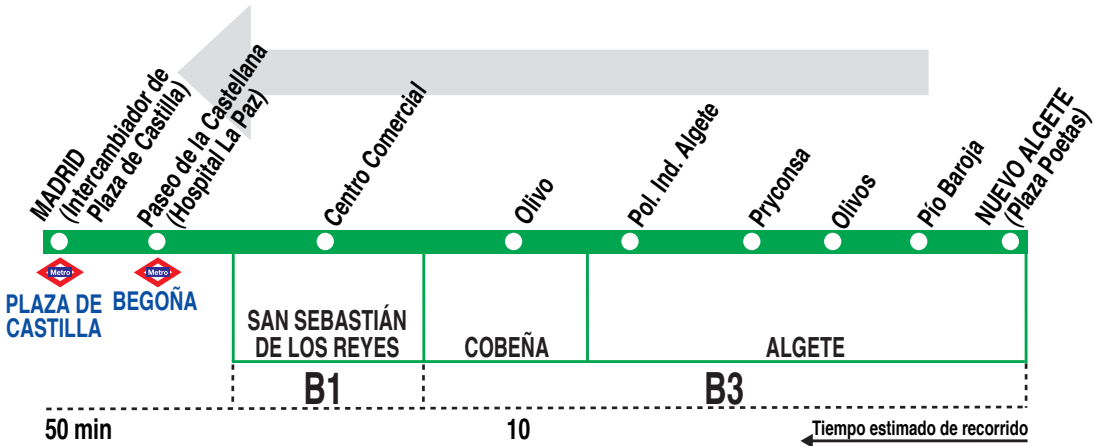 MADRID
(Intercambiador de
Plaza de Castilla)
Paseo de la Castellana
(Hospital La Paz)
Centro Comercial
Olivo
Pol. Ind. Algete
Pryconsa
Olivos
Pío Baroja
NUEVO ALGETE
(Plaza Poetas)
Metro
Metro
PLAZA DE
CASTILLA
BEGOÑA
SAN SEBASTIÁN
DE LOS REYES
COBEÑA
ALGETE
B1
B3
50 min
10
Tiempo estimado de recorrido